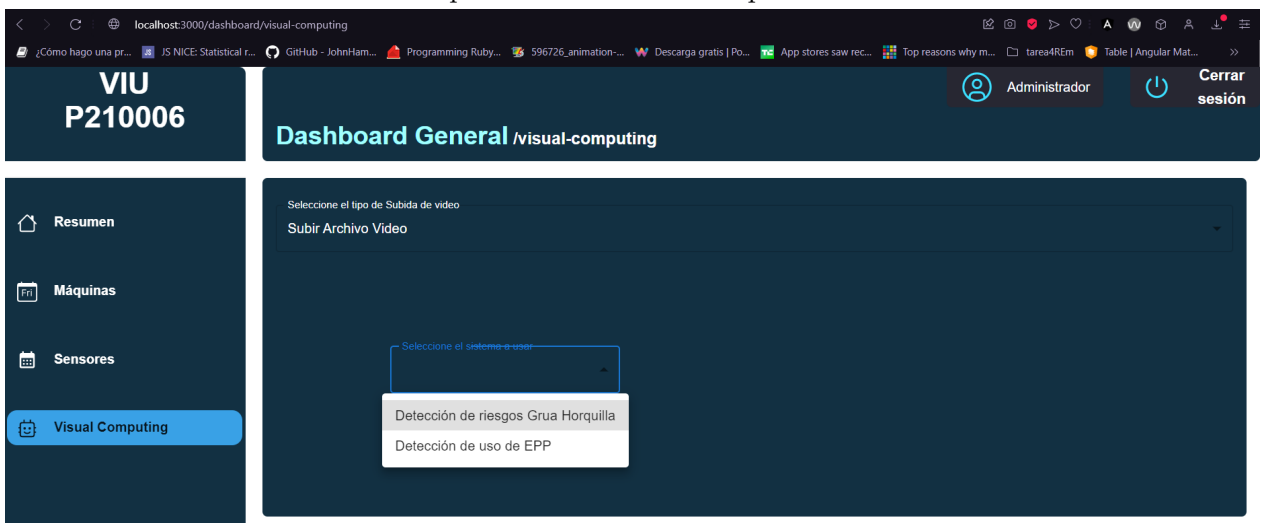 localhost:3000/dashboard/visual-computing
¿Cómo hago una pr... JS NICE: Statistical r... GitHub - JohnHam... Programming Ruby... 596726_animation-... Descarga gratis | Po... App stores saw rec... Top reasons why m... tarea4REm Table | Angular Mat...
VIU
P210006
Administrador
Cerrar
sesión
Dashboard General /visual-computing
Resumen
Fri Máquinas
Sensores
Visual Computing
Seleccione el tipo de Subida de video
Subir Archivo Video
Seleccione el sistema a usar
Detección de riesgos Grua Horquilla
Detección de uso de EPP